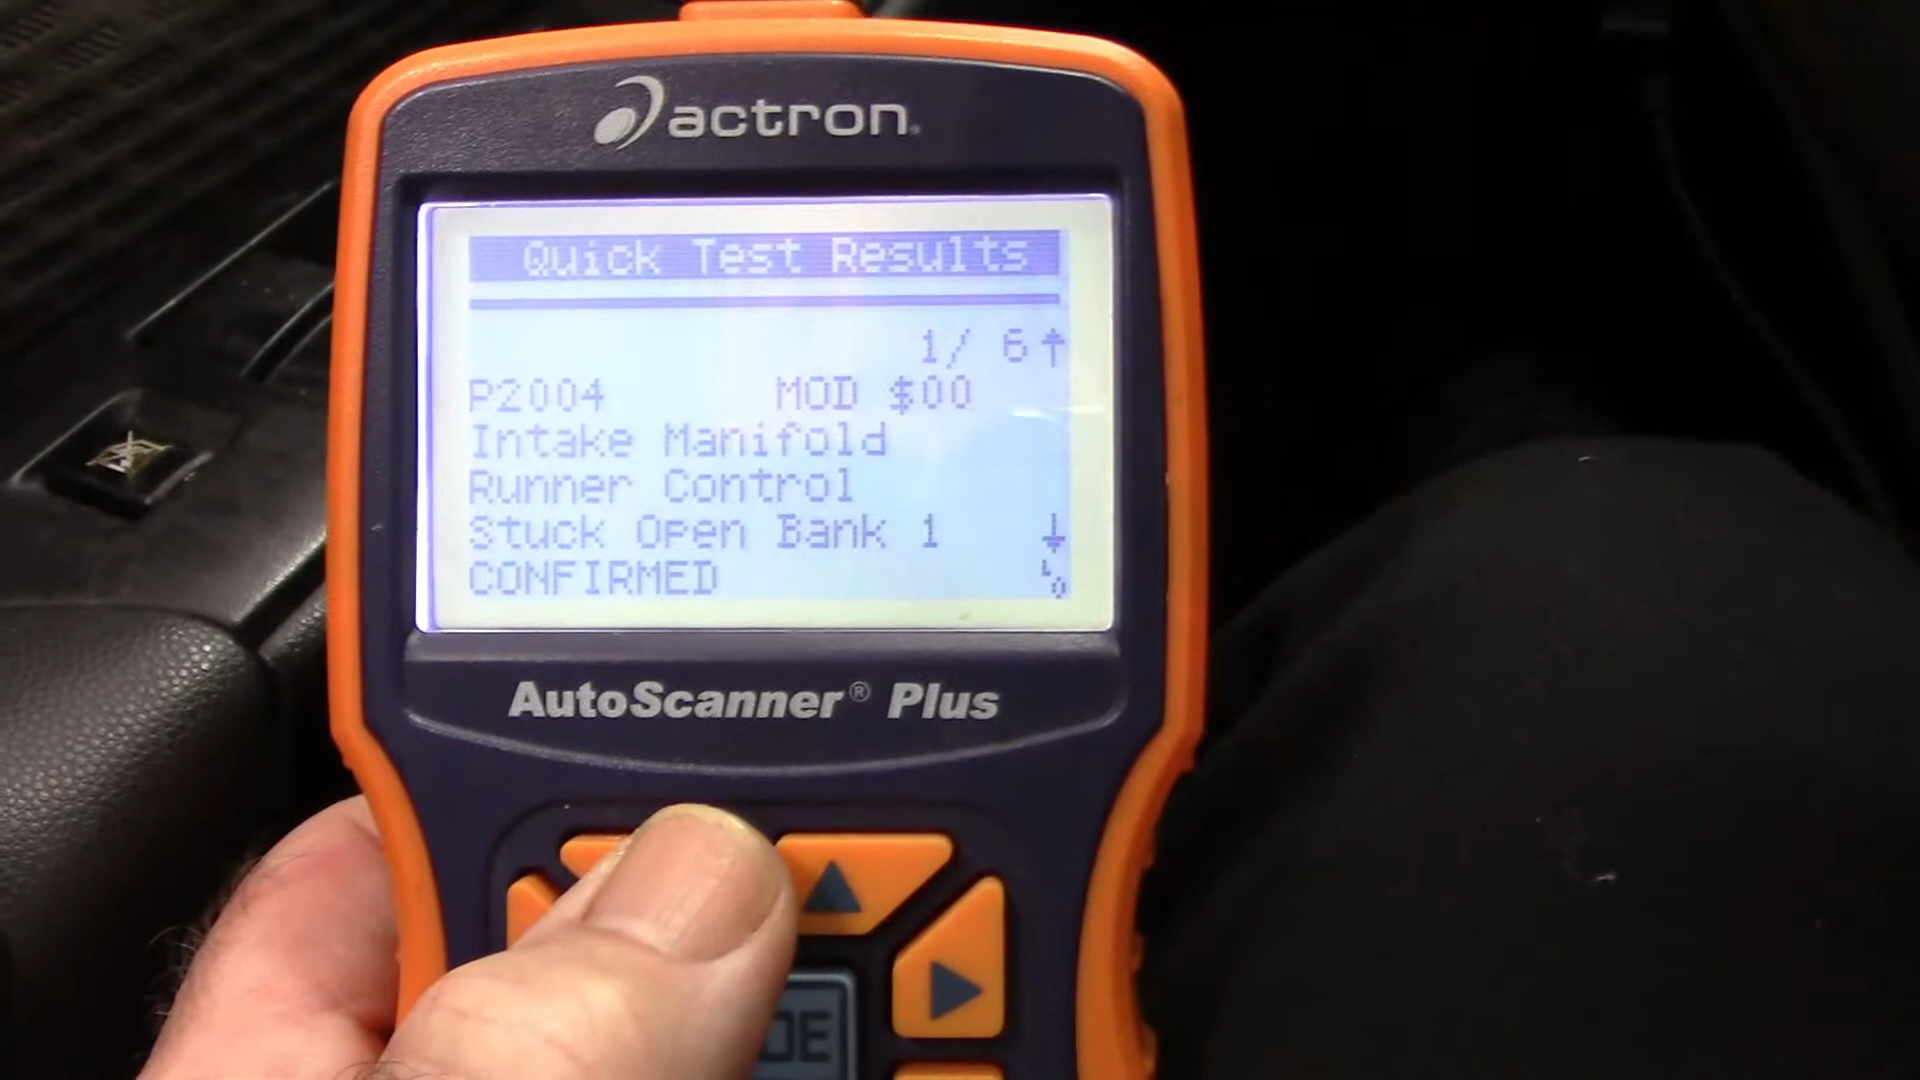 actron
Quick Test Results
1/ 6
P2004 MOD $00
Intake Manifold
Runner Control
Stuck Open Bank 1
CONFIRMED
AutoScanner® Plus